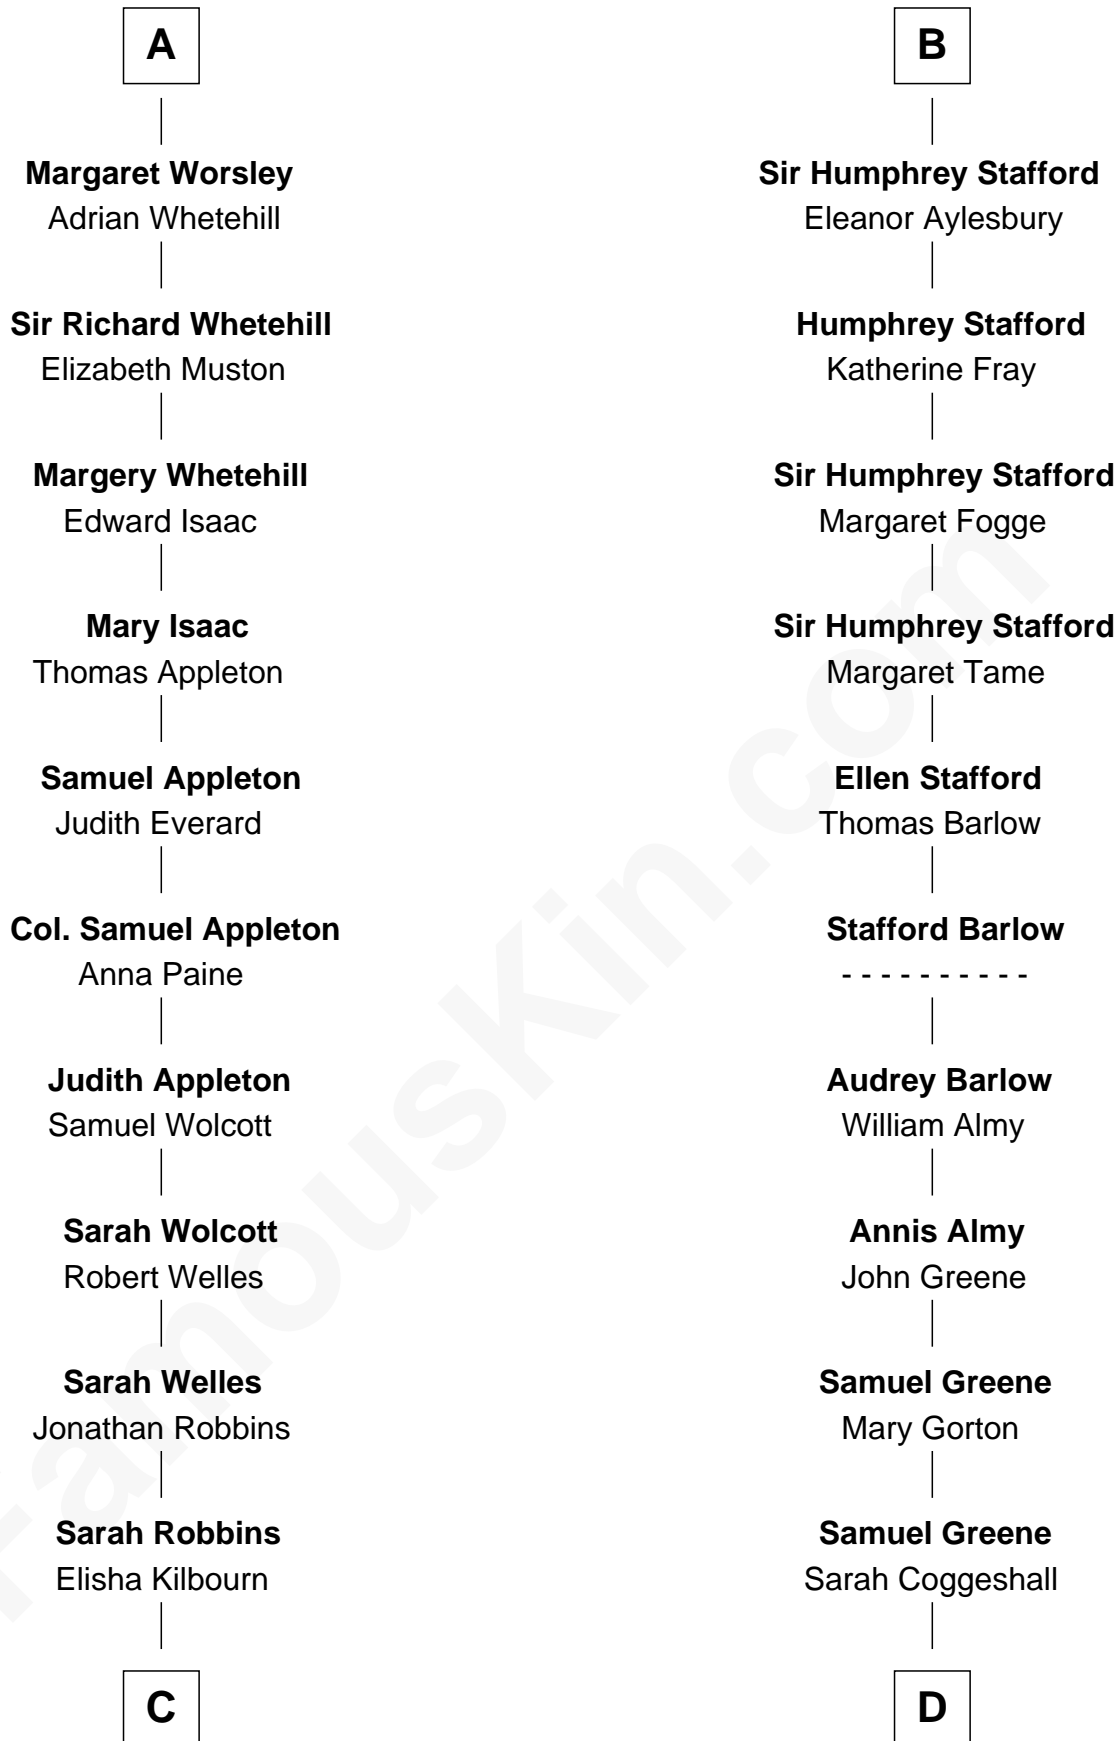 A
Margaret Worsley
Adrian Whetehill
Sir Richard Whetehill
Elizabeth Muston
Margery Whetehill
Edward Isaac
Mary Isaac
Thomas Appleton
Samuel Appleton
Judith Everard
Col. Samuel Appleton
Anna Paine
Judith Appleton
Samuel Wolcott
Sarah Wolcott
Robert Welles
Sarah Welles
Jonathan Robbins
Sarah Robbins
Elisha Kilbourn
C
B
Sir Humphrey Stafford
Eleanor Aylesbury
Humphrey Stafford
Katherine Fray
Sir Humphrey Stafford
Margaret Fogge
Sir Humphrey Stafford
Margaret Tame
Ellen Stafford
Thomas Barlow
Stafford Barlow
- - - - - - - - - -
Audrey Barlow
William Almy
Annis Almy
John Greene
Samuel Greene
Mary Gorton
Samuel Greene
Sarah Coggeshall
D
FamousKin.com